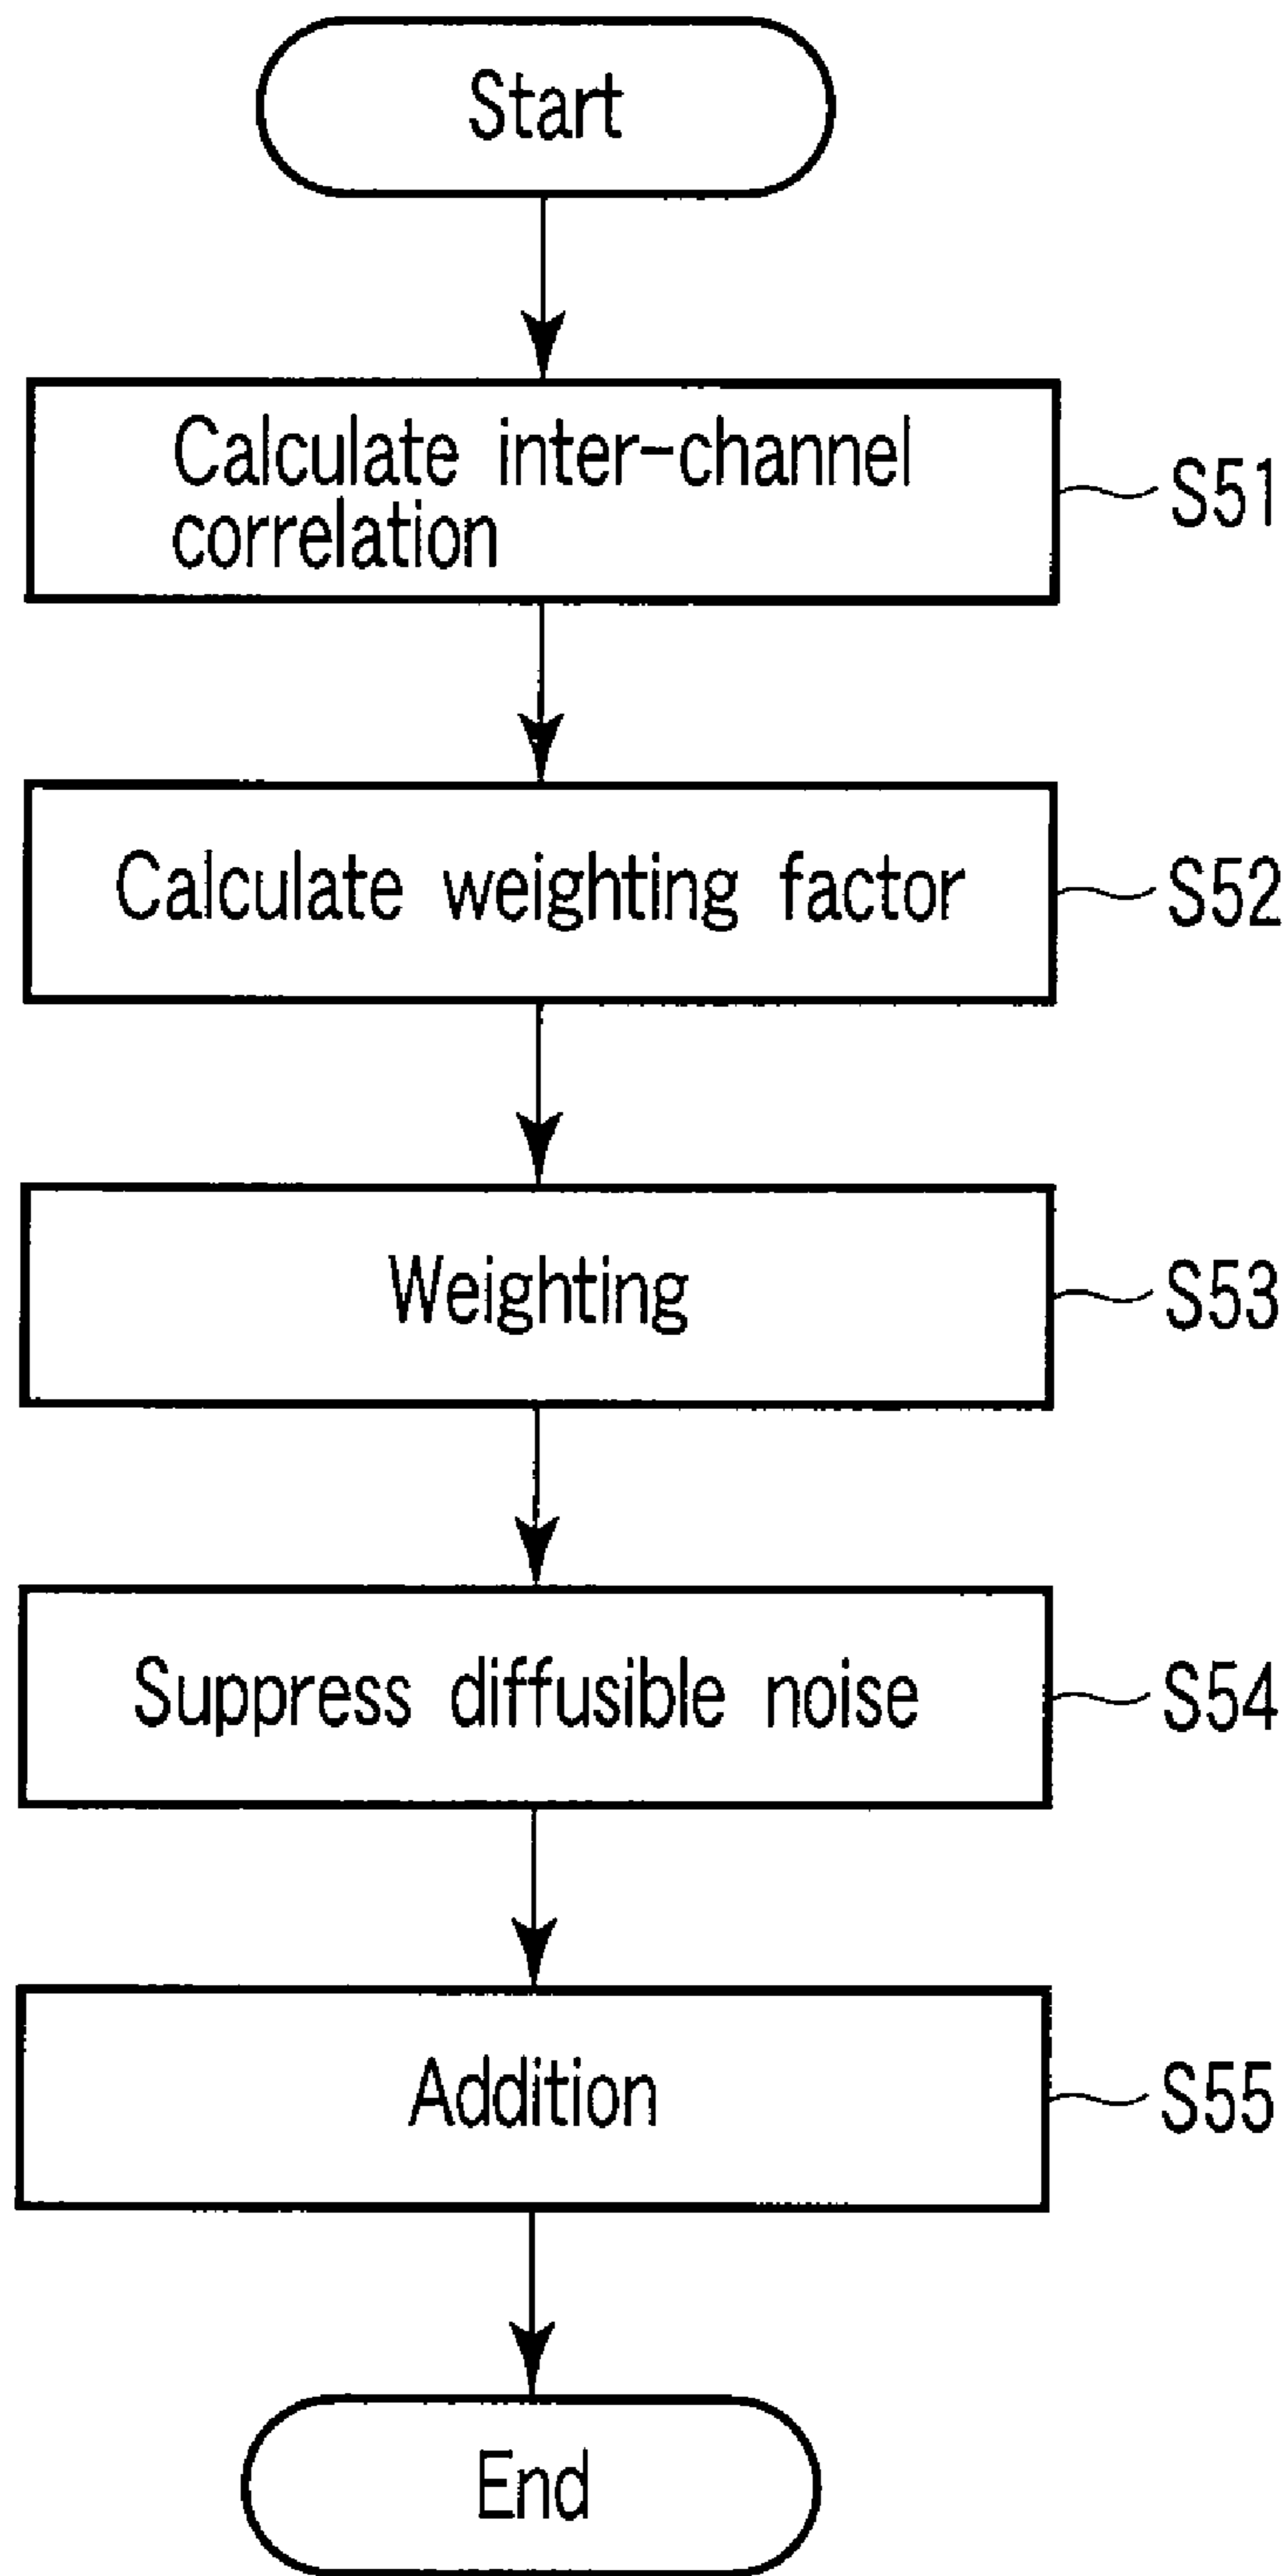 Start
Calculate inter-channel
correlation
S51
Calculate weighting factor
S52
Weighting
S53
Suppress diffusible noise
S54
Addition
S55
End